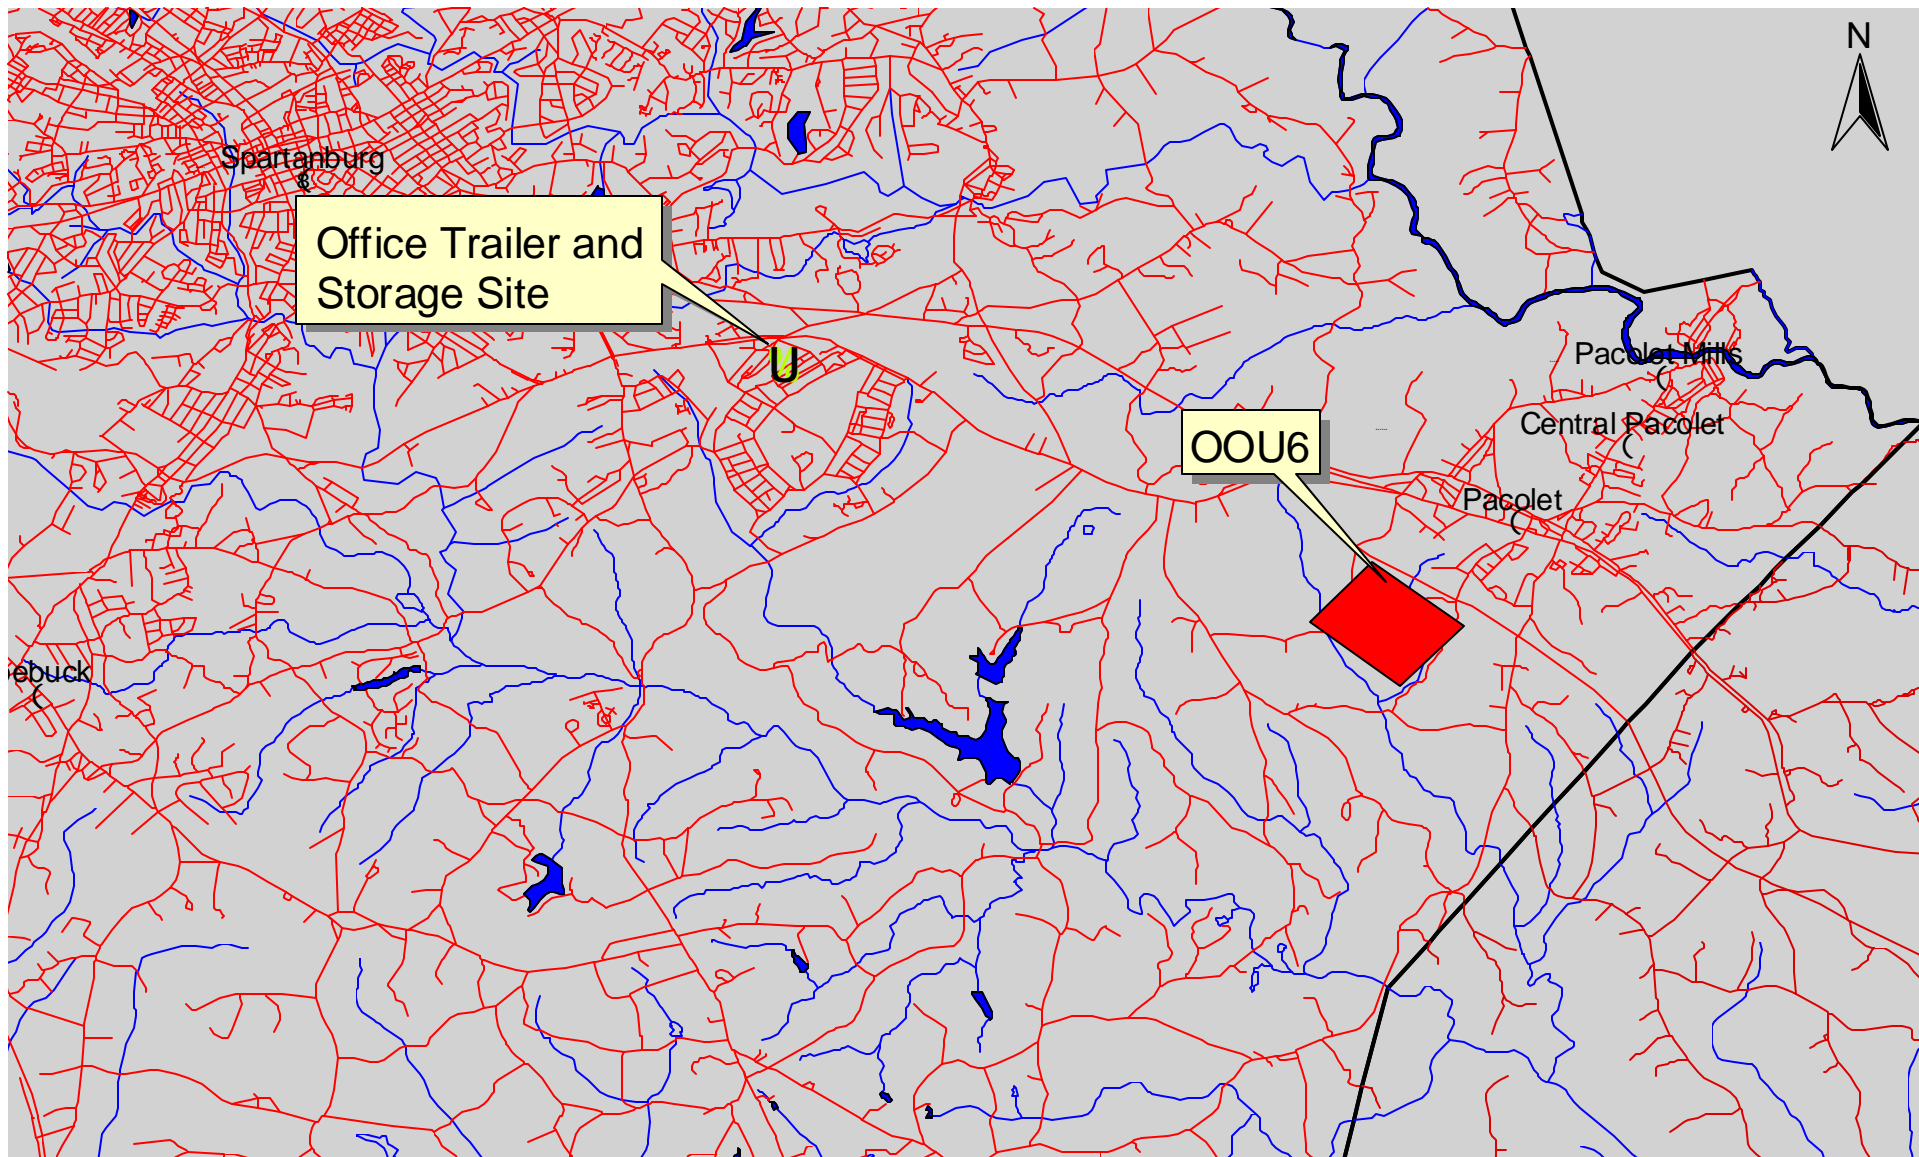 N
Spartanburg
Office Trailer and
Storage Site
U
Pacolet Mills
Central Pacolet
OOU6
Pacolet
ebuck